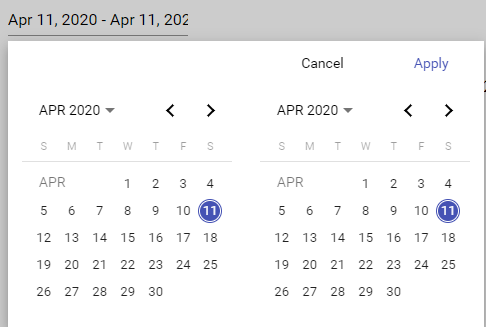 Apr 11, 2020 - Apr 11, 202
Cancel Apply
APR 2020 APR 2020
S M T W T F S S M T W T F S
APR 1 2 3 4 APR 1 2 3 4
5 6 7 8 9 10 11 5 6 7 8 9 10 11
12 13 14 15 16 17 18 12 13 14 15 16 17 18
19 20 21 22 23 24 25 19 20 21 22 23 24 25
26 27 28 29 30 26 27 28 29 30